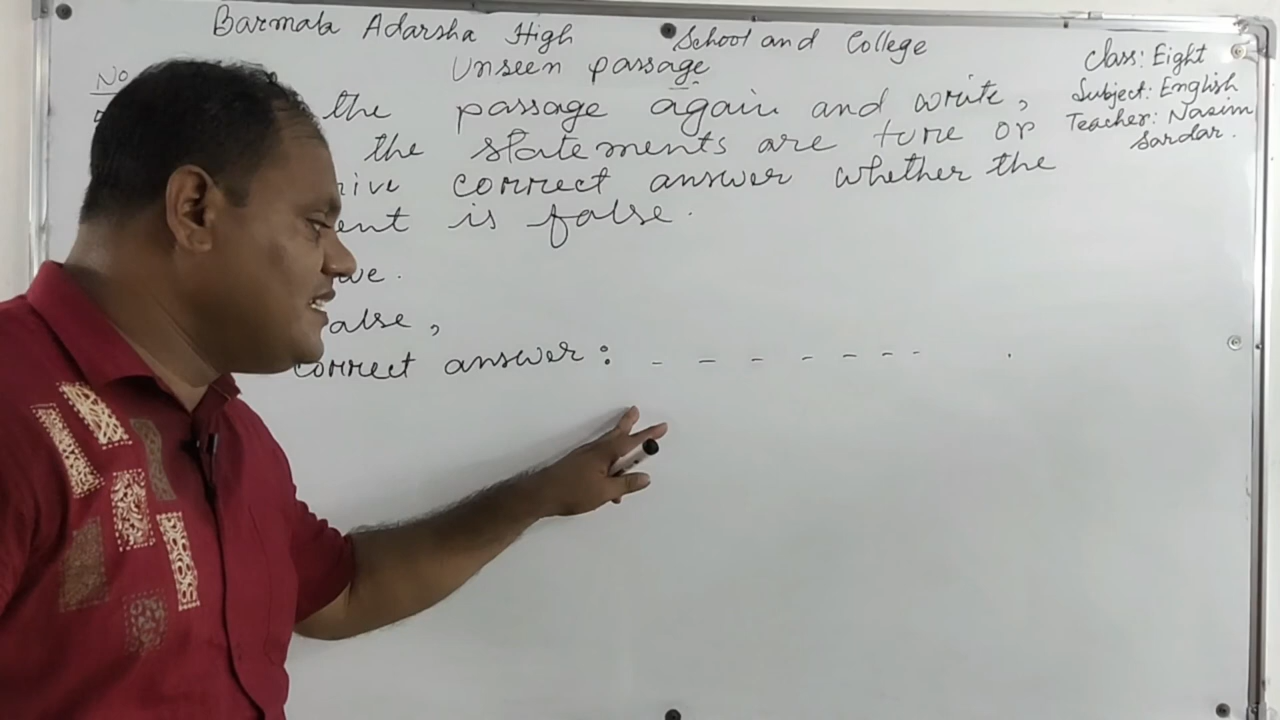 Barmala Adarsha High School and College
Unseen passage
Class: Eight
Subject: English
Teacher: Nasim
Sardar.
No
the passage again and write,
the statements are ture or
correct answer whether the
is false.
correct answer: - - - - - - - .